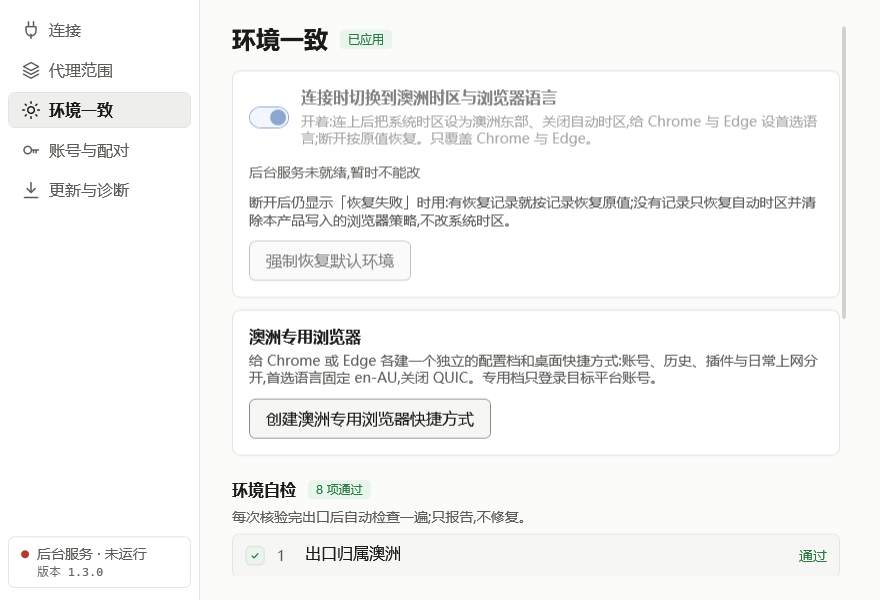 连接
代理范围
环境一致
账号与配对
更新与诊断
后台服务 · 未运行
版本 1.3.0
环境一致 已应用
连接时切换到澳洲时区与浏览器语言
开着:连上后把系统时区设为澳洲东部、关闭自动时区,给 Chrome 与 Edge 设首选语
言;断开按原值恢复。只覆盖 Chrome 与 Edge。
后台服务未就绪,暂时不能改
断开后仍显示「恢复失败」时用:有恢复记录就按记录恢复原值;没有记录只恢复自动时区并清
除本产品写入的浏览器策略,不改系统时区。
强制恢复默认环境
澳洲专用浏览器
给 Chrome 或 Edge 各建一个独立的配置档和桌面快捷方式:账号、历史、插件与日常上网分
开,首选语言固定 en-AU,关闭 QUIC。专用档只登录目标平台账号。
创建澳洲专用浏览器快捷方式
环境自检 8 项通过
每次核验完出口后自动检查一遍;只报告,不修复。
1 出口归属澳洲 通过